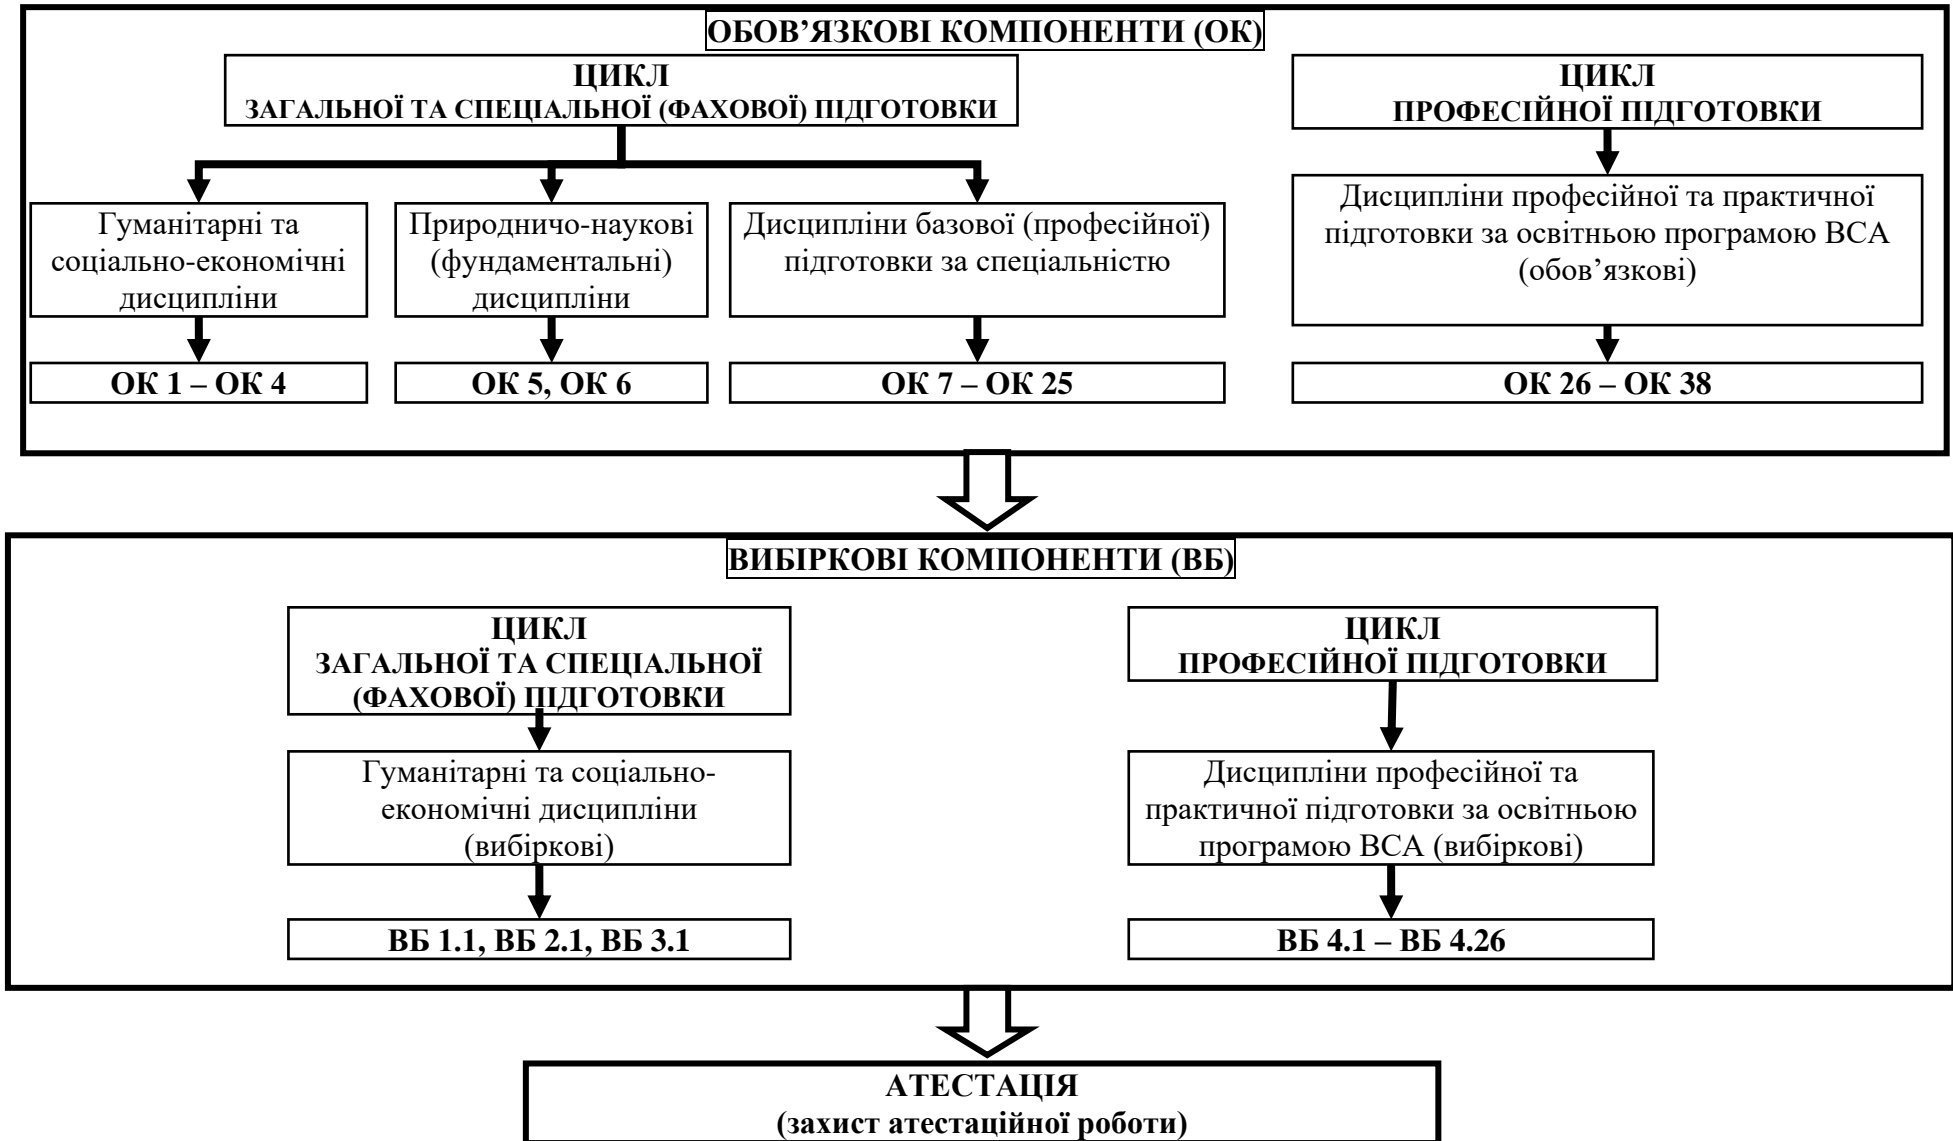 ОБОВ’ЯЗКОВІ КОМПОНЕНТИ (ОК)
ЦИКЛ
ЗАГАЛЬНОЇ ТА СПЕЦІАЛЬНОЇ (ФАХОВОЇ) ПІДГОТОВКИ
ЦИКЛ
ПРОФЕСІЙНОЇ ПІДГОТОВКИ
Гуманітарні та
соціально-економічні
дисципліни
Природничо-наукові
(фундаментальні)
дисципліни
Дисципліни базової (професійної)
підготовки за спеціальністю
Дисципліни професійної та практичної
підготовки за освітньою програмою ВСА
(обов’язкові)
ОК 1 – ОК 4
ОК 5, ОК 6
ОК 7 – ОК 25
ОК 26 – ОК 38
ВИБІРКОВІ КОМПОНЕНТИ (ВБ)
ЦИКЛ
ЗАГАЛЬНОЇ ТА СПЕЦІАЛЬНОЇ
(ФАХОВОЇ) ПІДГОТОВКИ
ЦИКЛ
ПРОФЕСІЙНОЇ ПІДГОТОВКИ
Гуманітарні та соціально-
економічні дисципліни
(вибіркові)
Дисципліни професійної та
практичної підготовки за освітньою
програмою ВСА (вибіркові)
ВБ 1.1, ВБ 2.1, ВБ 3.1
ВБ 4.1 – ВБ 4.26
АТЕСТАЦІЯ
(захист атестаційної роботи)